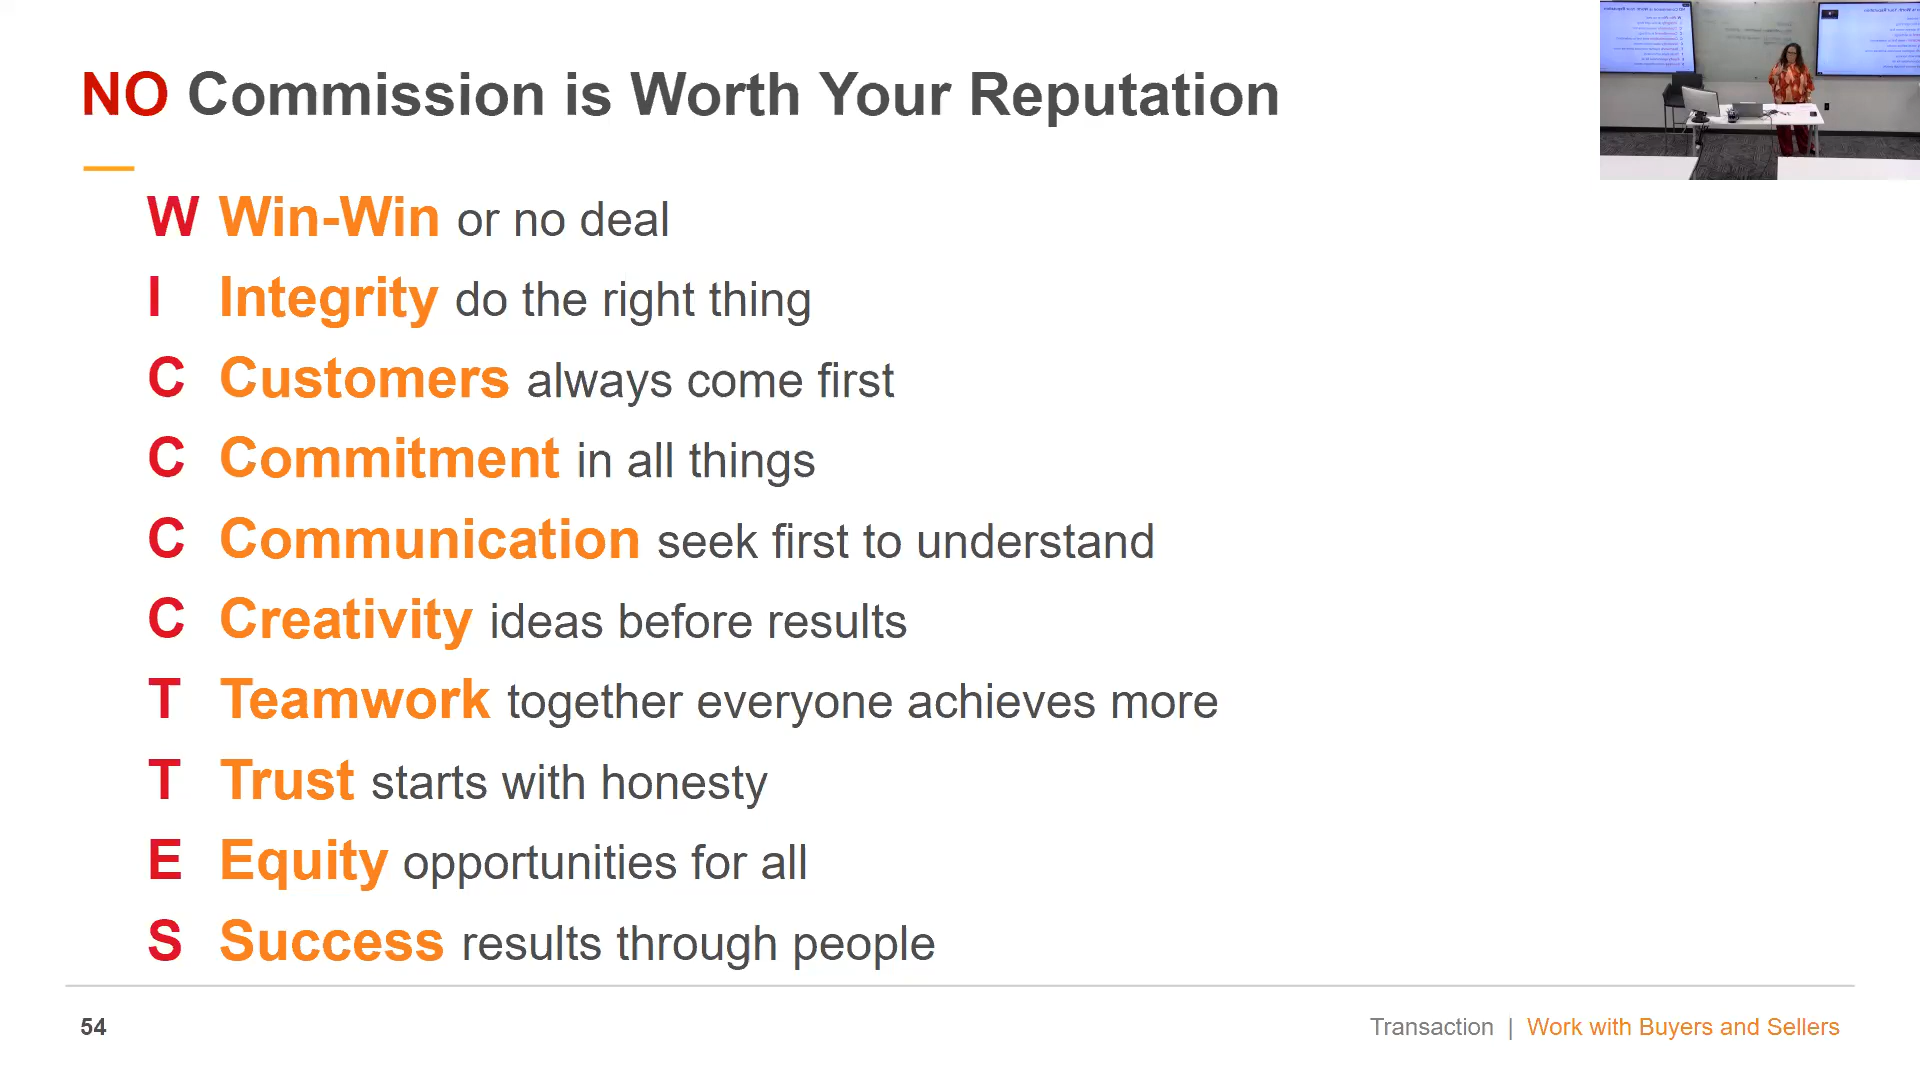 NO Commission is Worth Your Reputation
W Win-Win or no deal
I Integrity do the right thing
C Customers always come first
C Commitment in all things
C Communication seek first to understand
C Creativity ideas before results
T Teamwork together everyone achieves more
T Trust starts with honesty
E Equity opportunities for all
S Success results through people
54
Transaction | Work with Buyers and Sellers